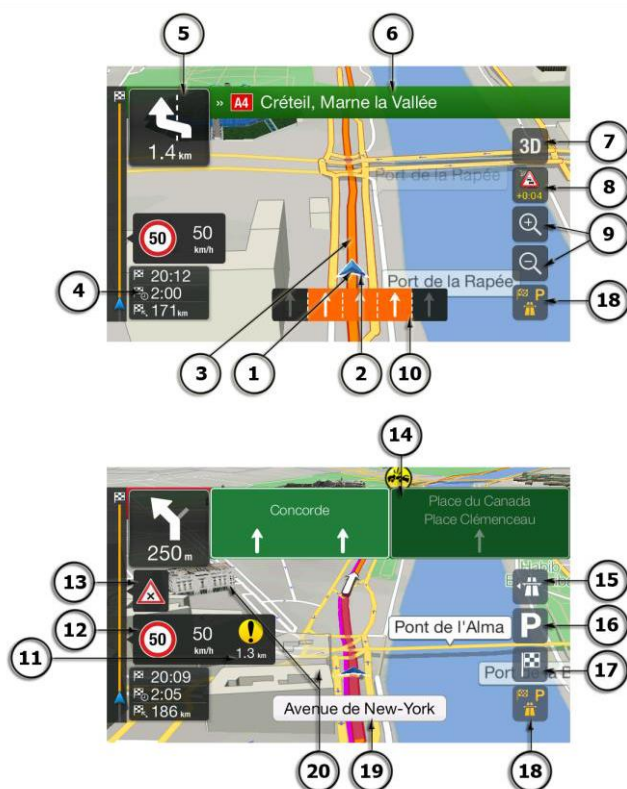 5
6
» A4 Créteil, Marne la Vallée
1.4 km
3D
7
Port de la Rapée
8
+0:04
50
50
km/h
9
4
20:12
2:00
171 km
Port de la Rapée
P
18
3
1
2
10
14
Concorde
Place du Canada
Place Clémenceau
250 m
13
15
12
50
50
km/h
1.3 km
11
Pont de l'Alma
P
16
17
20:09
2:05
186 km
P
Avenue de New-York
20
19
18